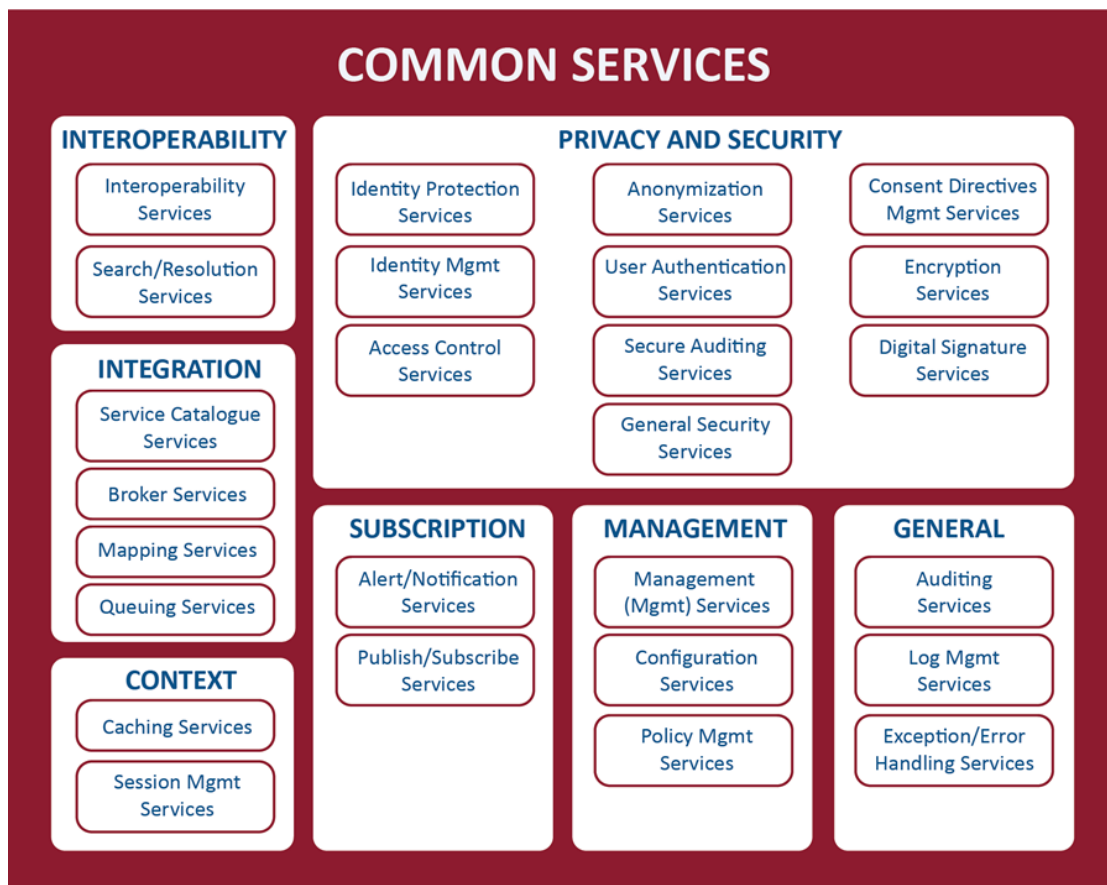 COMMON SERVICES
INTEROPERABILITY
Interoperability
Services
Search/Resolution
Services
INTEGRATION
Service Catalogue
Services
Broker Services
Mapping Services
Queuing Services
CONTEXT
Caching Services
Session Mgmt
Services
PRIVACY AND SECURITY
Identity Protection
Services
Identity Mgmt
Services
Access Control
Services
Anonymization
Services
User Authentication
Services
Secure Auditing
Services
General Security
Services
Consent Directives
Mgmt Services
Encryption
Services
Digital Signature
Services
SUBSCRIPTION
Alert/Notification
Services
Publish/Subscribe
Services
MANAGEMENT
Management
(Mgmt) Services
Configuration
Services
Policy Mgmt
Services
GENERAL
Auditing
Services
Log Mgmt
Services
Exception/Error
Handling Services